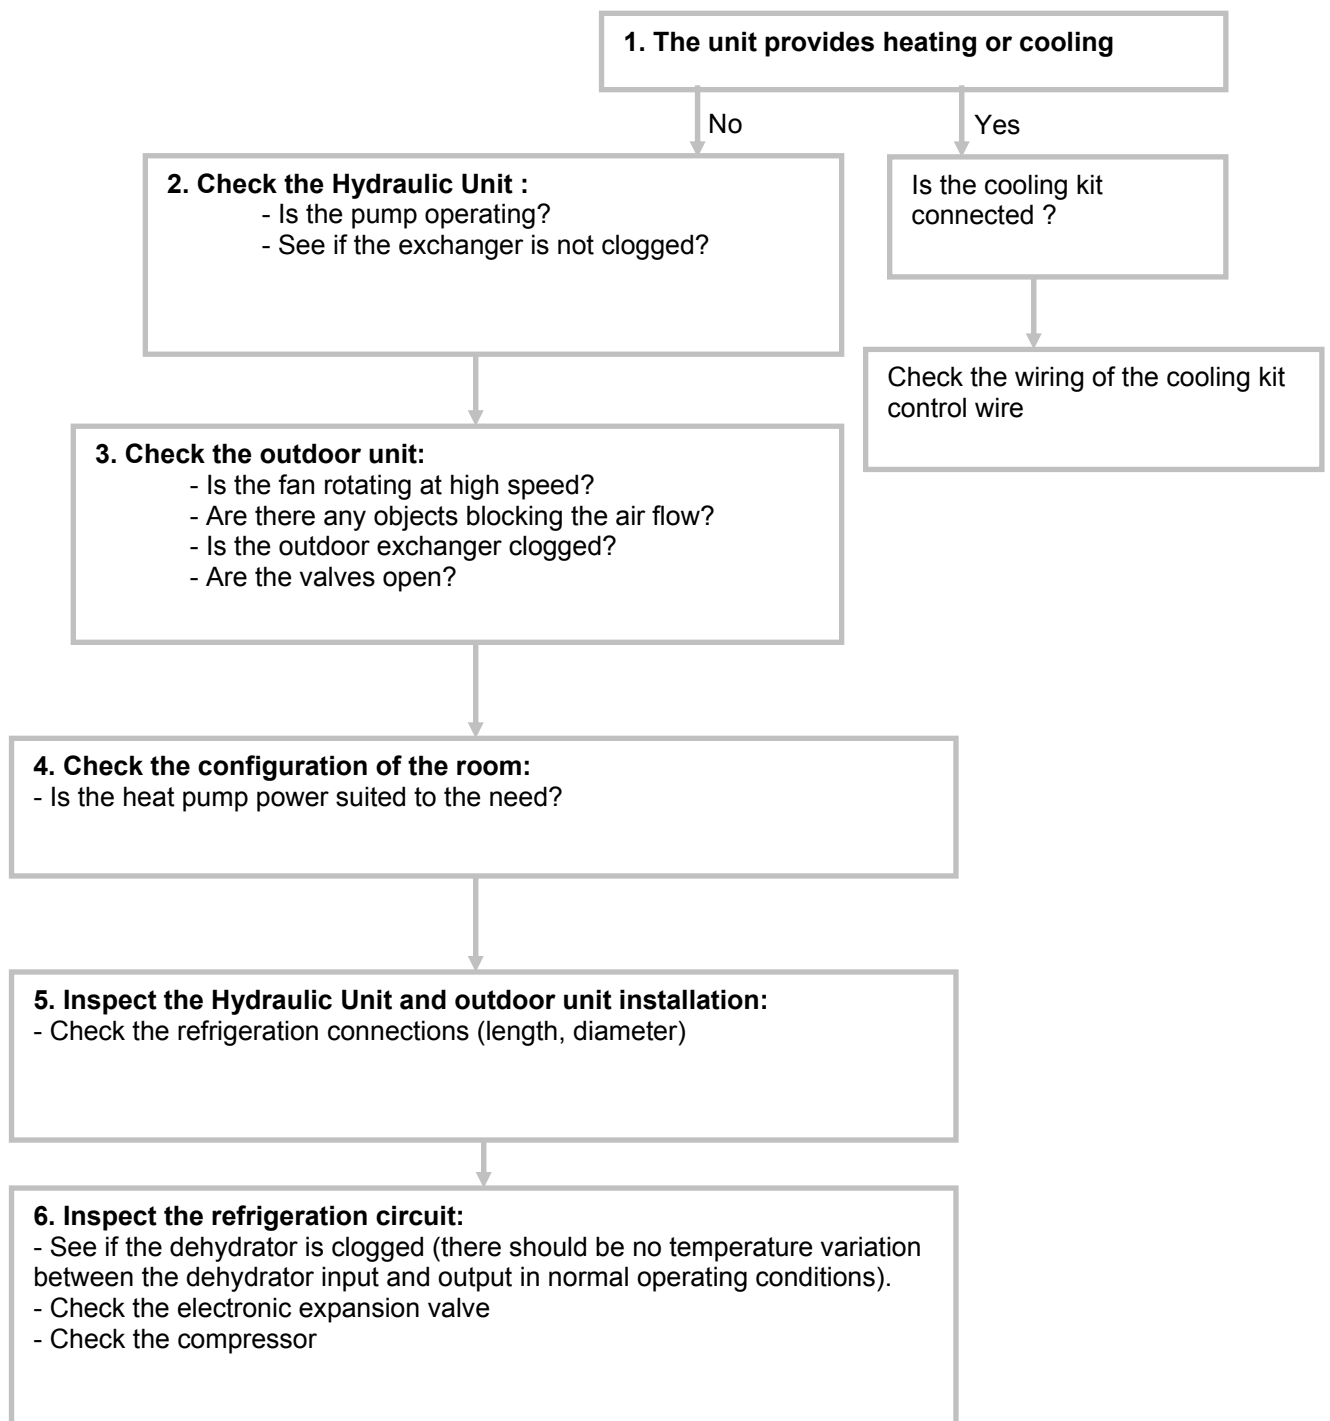 1. The unit provides heating or cooling
No
Yes
2. Check the Hydraulic Unit :
- Is the pump operating?
- See if the exchanger is not clogged?
Is the cooling kit
connected ?
Check the wiring of the cooling kit
control wire
3. Check the outdoor unit:
- Is the fan rotating at high speed?
- Are there any objects blocking the air flow?
- Is the outdoor exchanger clogged?
- Are the valves open?
4. Check the configuration of the room:
- Is the heat pump power suited to the need?
5. Inspect the Hydraulic Unit and outdoor unit installation:
- Check the refrigeration connections (length, diameter)
6. Inspect the refrigeration circuit:
- See if the dehydrator is clogged (there should be no temperature variation
between the dehydrator input and output in normal operating conditions).
- Check the electronic expansion valve
- Check the compressor